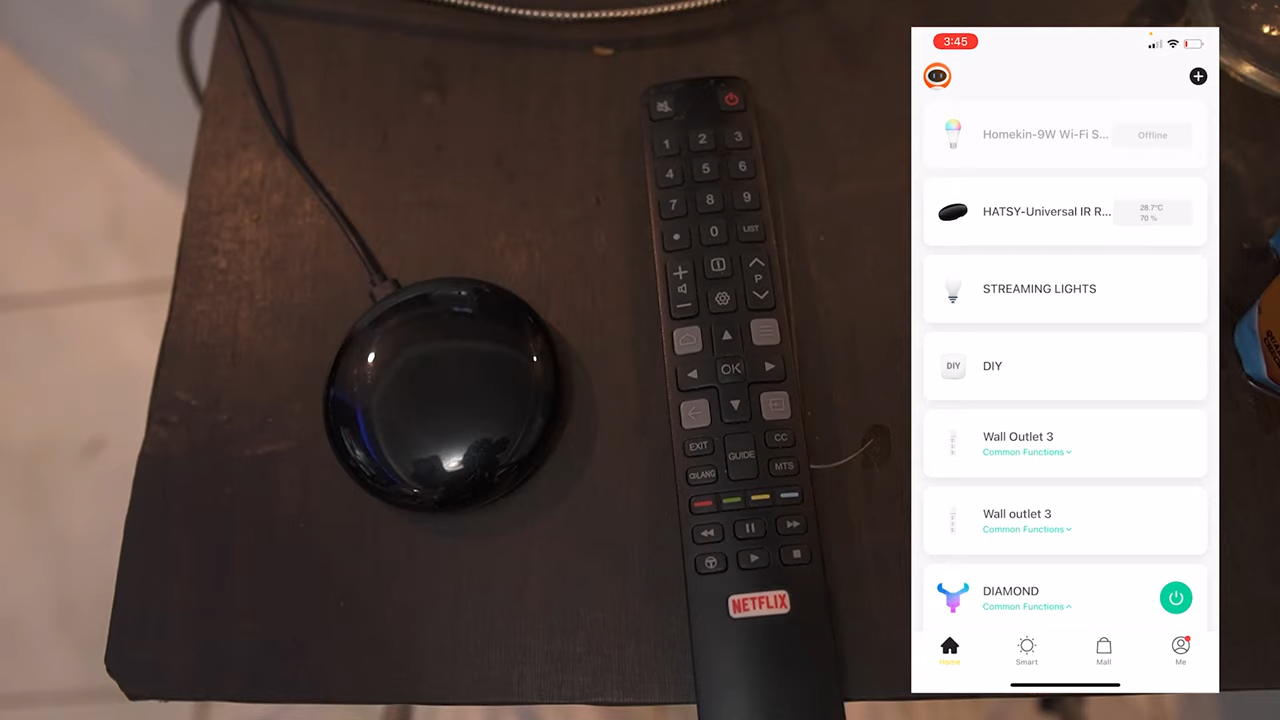 3:45
Homekin-9W Wi-Fi S...
Offline
HATSY-Universal IR R...
28.7°C
70 %
STREAMING LIGHTS
DIY
DIY
Wall Outlet 3
Common Functions
Wall outlet 3
Common Functions
DIAMOND
Common Functions
Home
Smart
Mall
Me
1 2 3
4 5 6
7 8 9
0 LIST
P
OK
EXIT
GUIDE
CC
LANG
MTS
NETFLIX